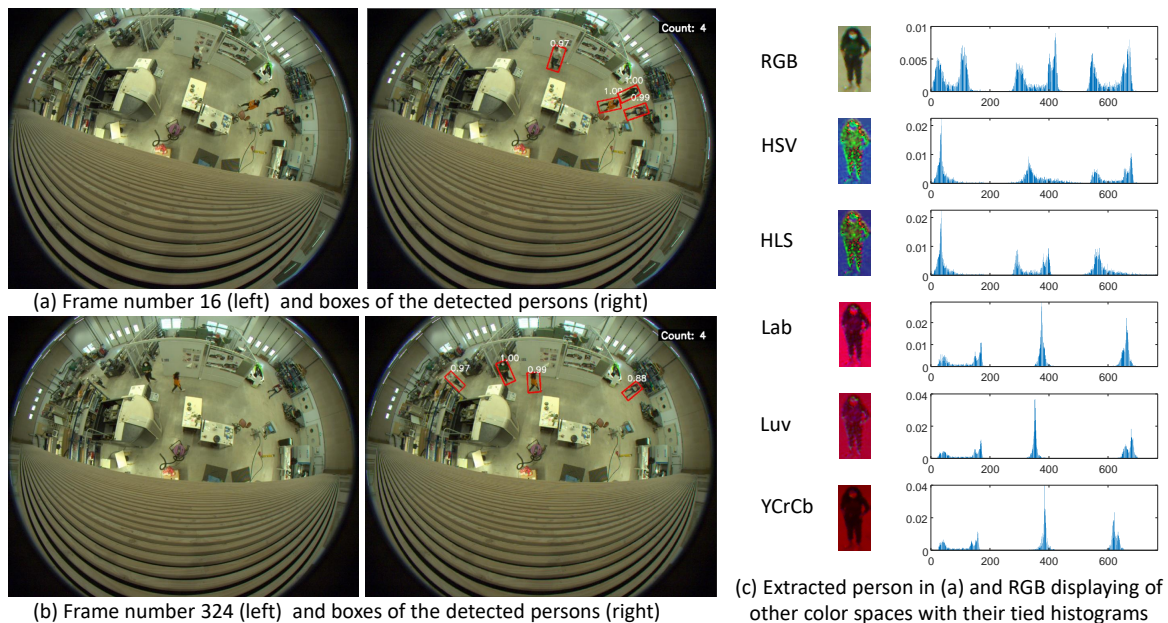 Count: 4
0.97
1.00
1.00
0.99
(a) Frame number 16 (left) and boxes of the detected persons (right)
Count: 4
0.97
1.00
0.99
0.88
(b) Frame number 324 (left) and boxes of the detected persons (right)
RGB
0.01
0.005
0
0 200 400 600
HSV
0.02
0.01
0
0 200 400 600
HLS
0.02
0.01
0
0 200 400 600
Lab
0.02
0.01
0
0 200 400 600
Luv
0.04
0.02
0
0 200 400 600
YCrCb
0.04
0.02
0
0 200 400 600
(c) Extracted person in (a) and RGB displaying of
other color spaces with their tied histograms